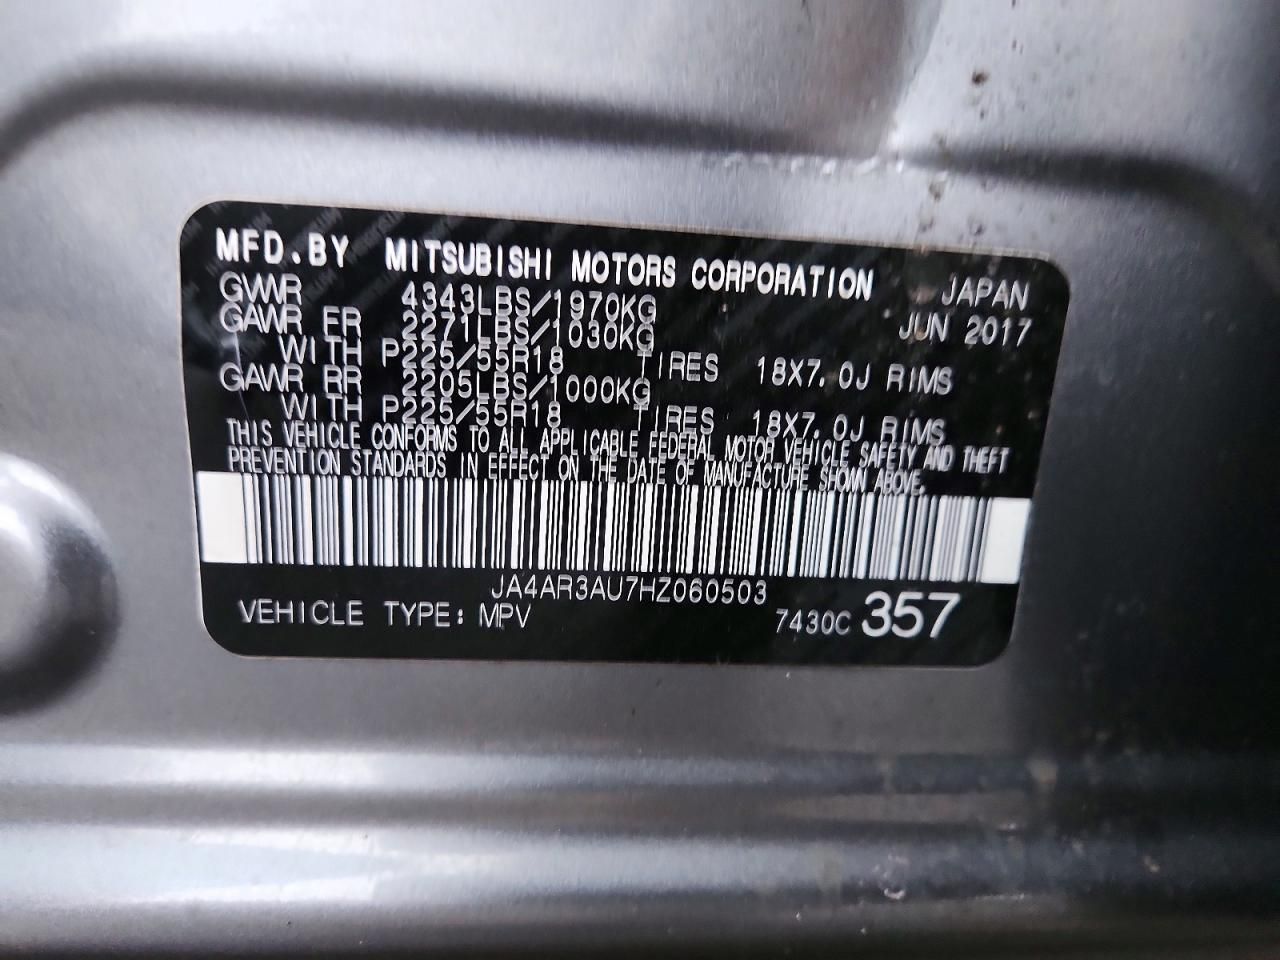 MFD. BY MITSUBISHI MOTORS CORPORATION JAPAN
GVWR 4343LBS/1970KG JUN 2017
GAWR FR 2271LBS/1030KG
WITH P225/55R18 TIRES 18X7.0J RIMS
GAWR RR 2205LBS/1000KG
WITH P225/55R18 TIRES 18X7.0J RIMS
THIS VEHICLE CONFORMS TO ALL APPLICABLE FEDERAL MOTOR VEHICLE SAFETY AND THEFT
PREVENTION STANDARDS IN EFFECT ON THE DATE OF MANUFACTURE SHOWN ABOVE.
JA4AR3AU7HZ060503
VEHICLE TYPE: MPV 7430C 357